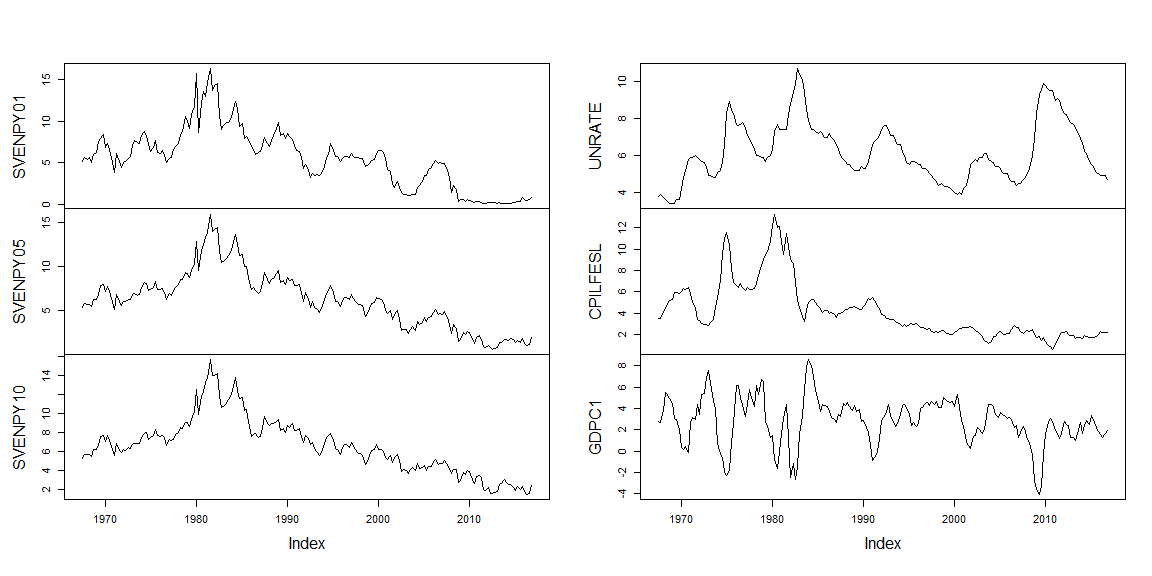 SVENPY01
0 5 10 15
SVENPY05
5 10 15
SVENPY10
2 4 6 8 10 14
1970 1980 1990 2000 2010
Index
UNRATE
4 6 8 10
CPILFESL
2 4 6 8 10 12
GDPC1
-4 -2 0 2 4 6 8
1970 1980 1990 2000 2010
Index